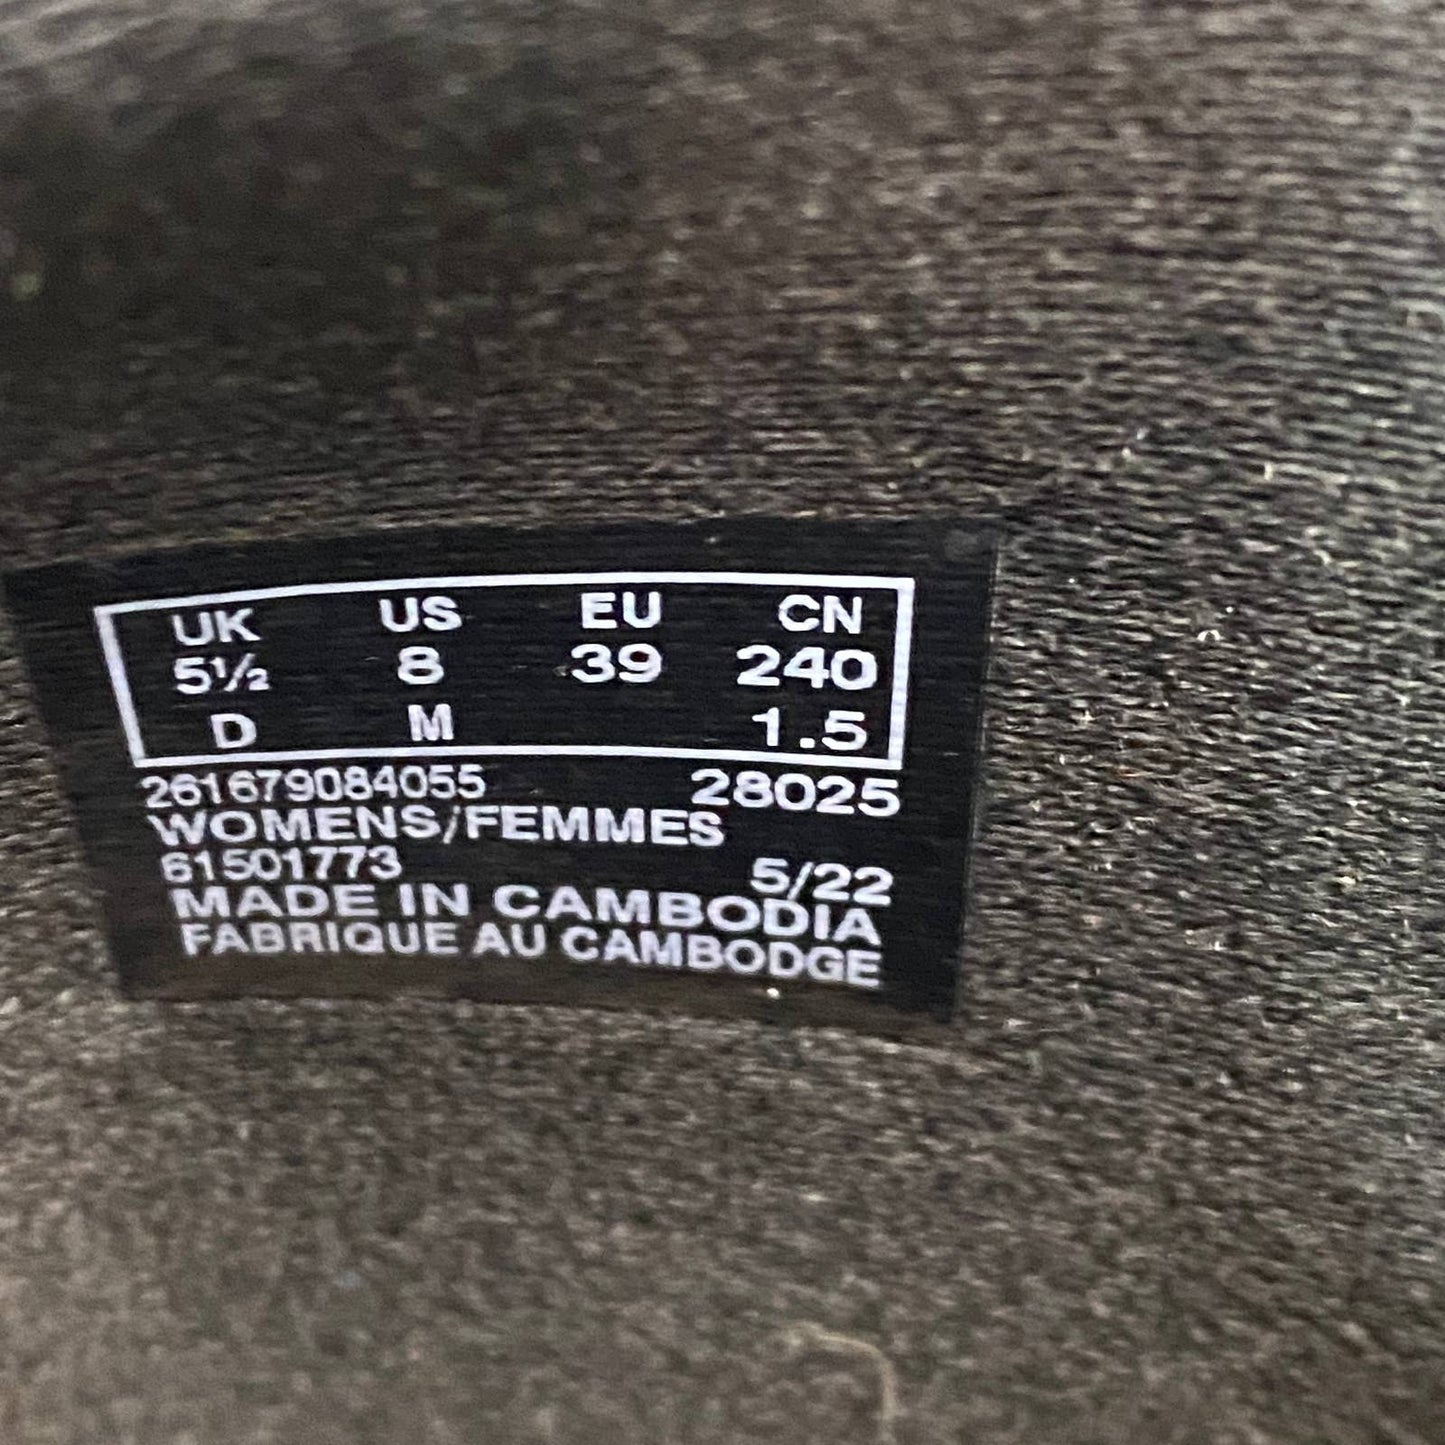 UK US EU CN
5½ 8 39 240
D M 1.5
261679084055 28025
WOMENS/FEMMES
61501773 5/22
MADE IN CAMBODIA
FABRIQUE AU CAMBODGE